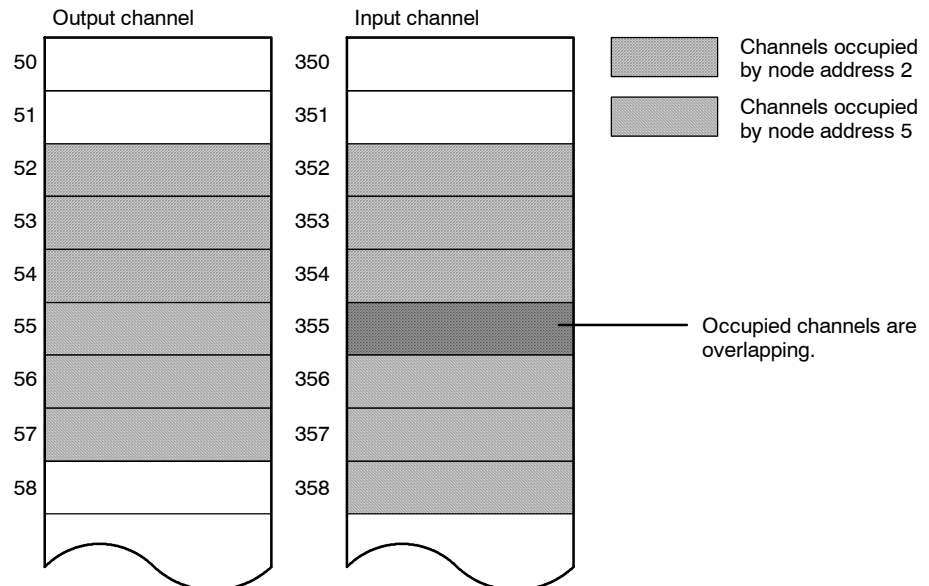 Output channel
Input channel
50
51
52
53
54
55
56
57
58
350
351
352
353
354
355
356
357
358
Channels occupied
by node address 2
Channels occupied
by node address 5
Occupied channels are
overlapping.